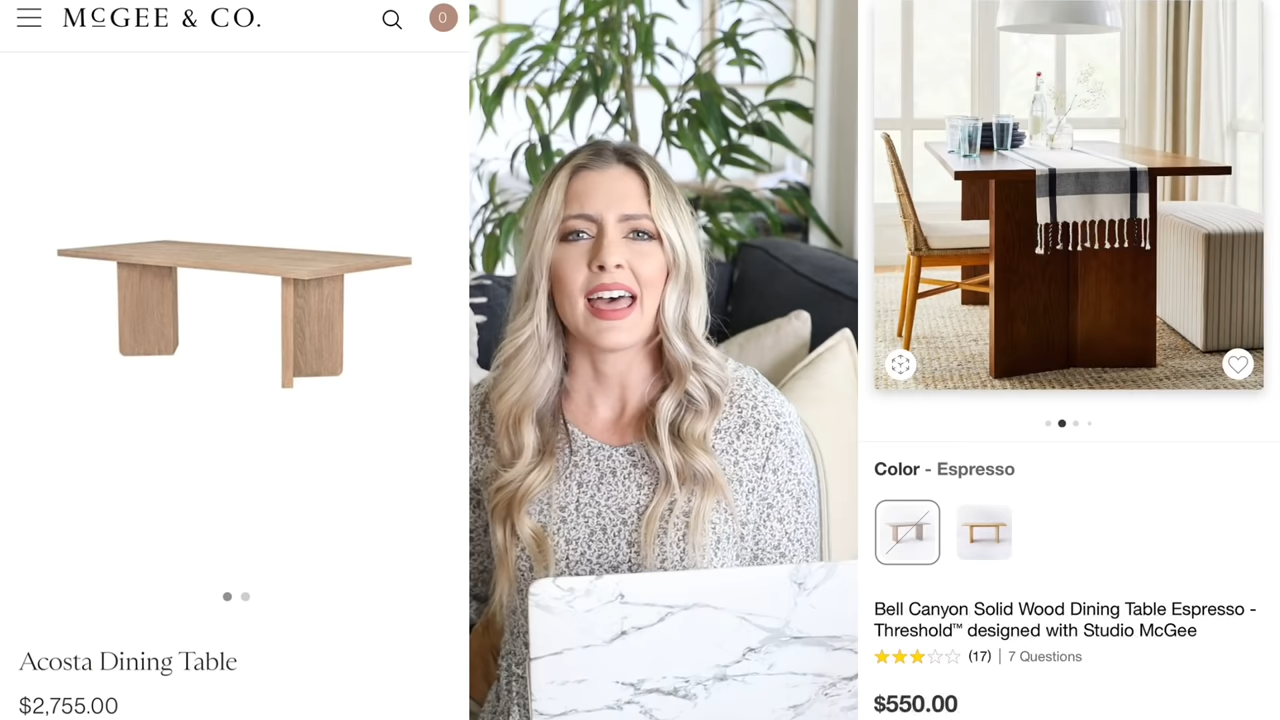 McGEE & CO.
0
Acosta Dining Table
$2,755.00
Color - Espresso
Bell Canyon Solid Wood Dining Table Espresso -
Threshold™ designed with Studio McGee
(17) | 7 Questions
$550.00